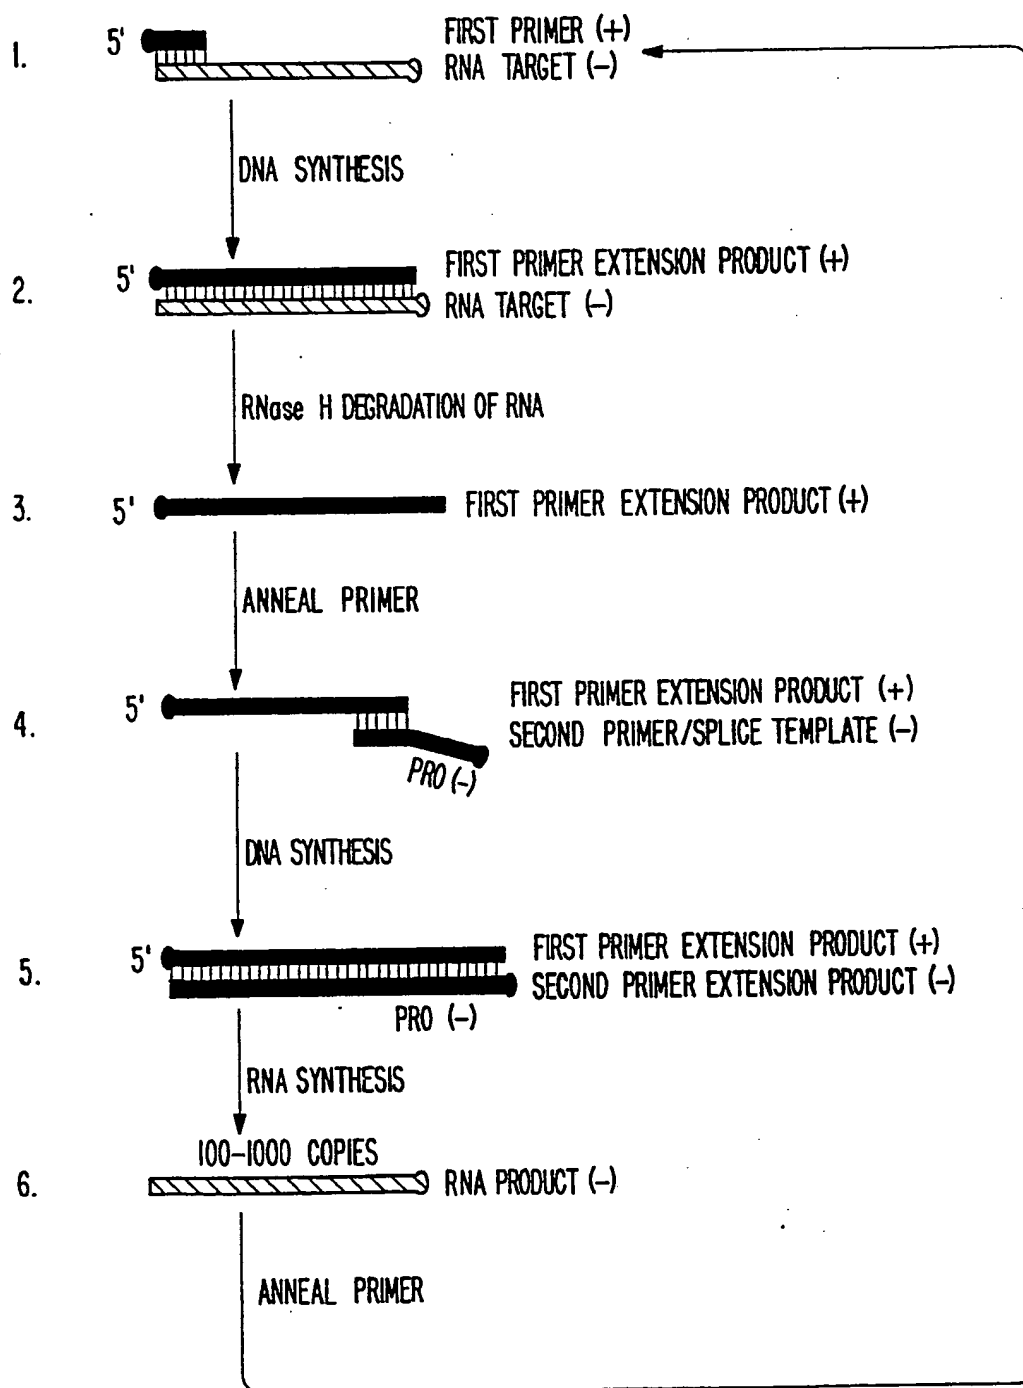 1.
5'
FIRST PRIMER (+)
RNA TARGET (–)
DNA SYNTHESIS
2.
5'
FIRST PRIMER EXTENSION PRODUCT (+)
RNA TARGET (–)
RNase H DEGRADATION OF RNA
3.
5'
FIRST PRIMER EXTENSION PRODUCT (+)
ANNEAL PRIMER
4.
5'
FIRST PRIMER EXTENSION PRODUCT (+)
SECOND PRIMER/SPLICE TEMPLATE (–)
PRO (–)
DNA SYNTHESIS
5.
5'
FIRST PRIMER EXTENSION PRODUCT (+)
SECOND PRIMER EXTENSION PRODUCT (–)
PRO (–)
RNA SYNTHESIS
100–1000 COPIES
6.
RNA PRODUCT (–)
ANNEAL PRIMER